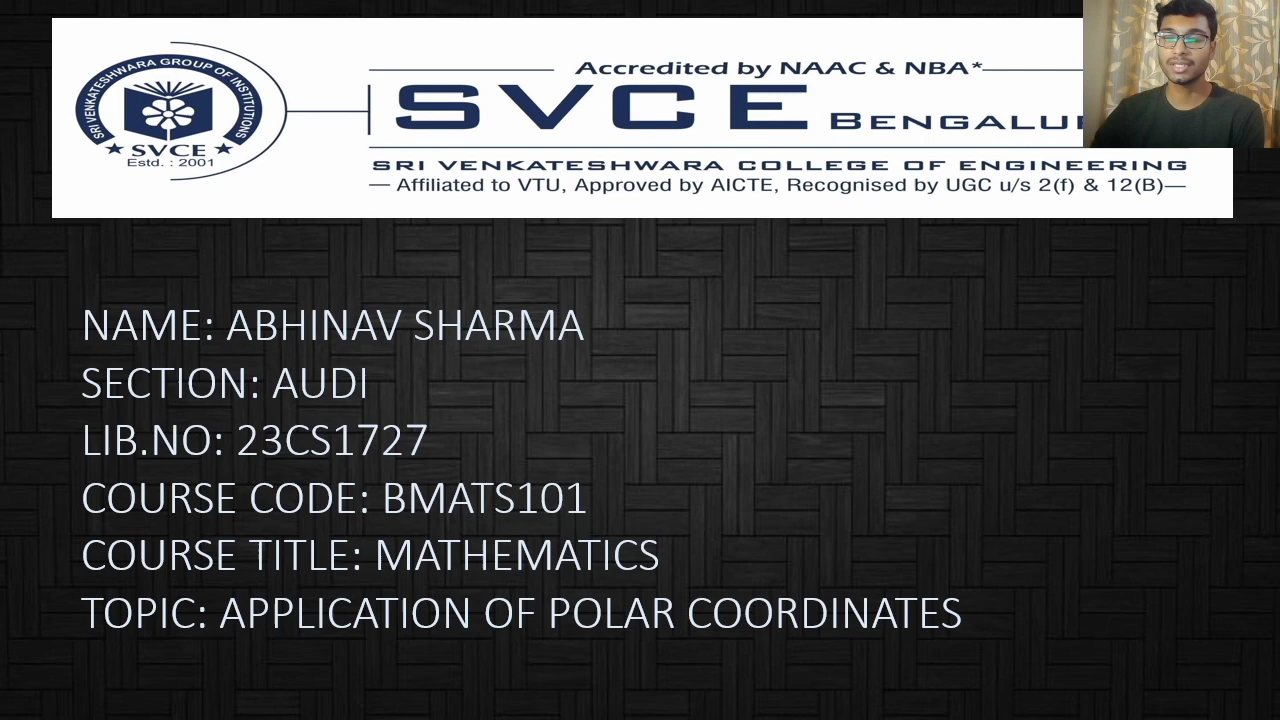 SRI VENKATESHWARA GROUP OF INSTITUTIONS
SVCE
Estd. : 2001
Accredited by NAAC & NBA*
SVCE
SRI VENKATESHWARA COLLEGE OF ENGINEERING
Affiliated to VTU, Approved by AICTE, Recognised by UGC u/s 2(f) & 12(B)
NAME: ABHINAV SHARMA
SECTION: AUDI
LIB.NO: 23CS1727
COURSE CODE: BMATS101
COURSE TITLE: MATHEMATICS
TOPIC: APPLICATION OF POLAR COORDINATES